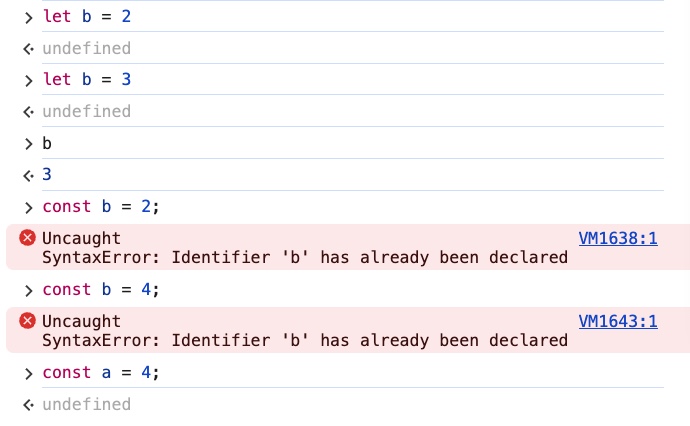 > let b = 2
<· undefined
> let b = 3
<· undefined
> b
<· 3
> const b = 2;
Uncaught VM1638:1
SyntaxError: Identifier 'b' has already been declared
> const b = 4;
Uncaught VM1643:1
SyntaxError: Identifier 'b' has already been declared
> const a = 4;
<· undefined